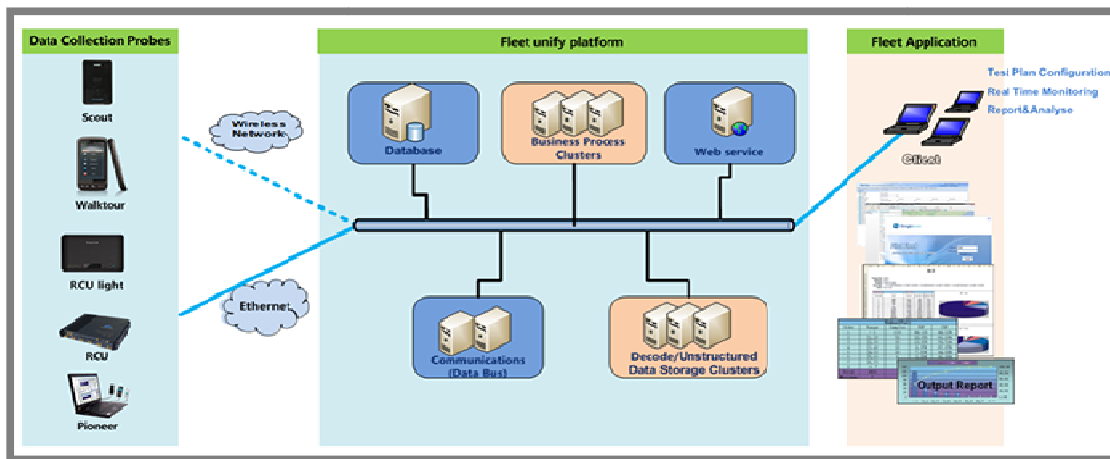 Data Collection Probes
Scout
Walktour
RCU light
RCU
Pioneer
Wireless
Network
Ethernet
Fleet unify platform
Database
Business Process
Clusters
Web service
Communications
(Data Bus)
Decode/Unstructured
Data Storage Clusters
Fleet Application
Test Plan Configuration
Real Time Monitoring
Report&Analyse
Client
Output Report